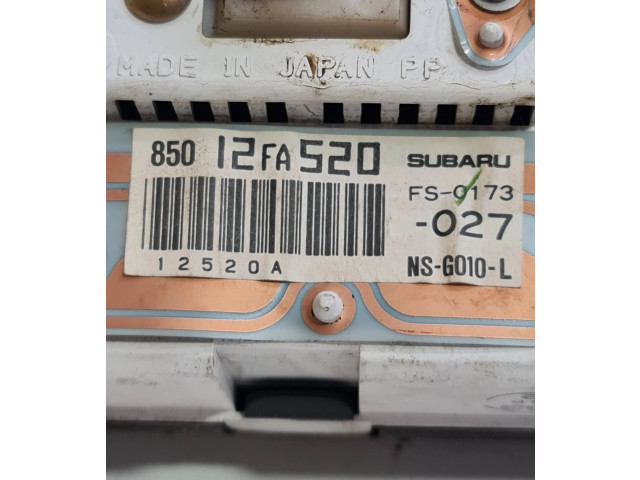 MADE IN JAPAN PP
850 12FA520 SUBARU
FS-0173
-027
12520A NS-G010-L